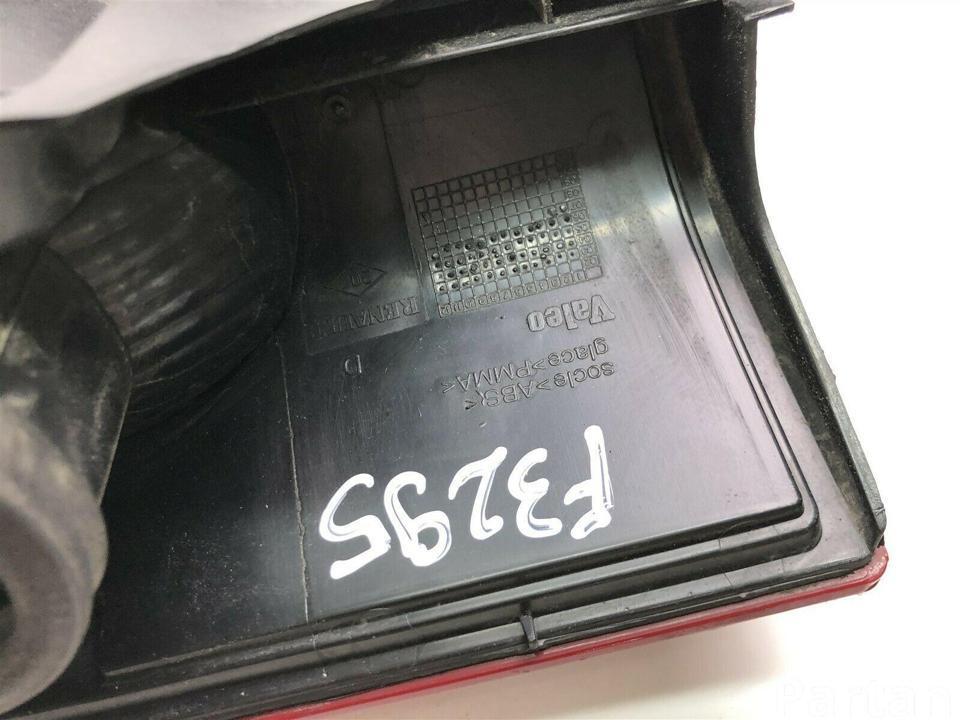 F3295
socle>ABS<
glace>PMMA<
D
Valeo
RENAULT
Partan